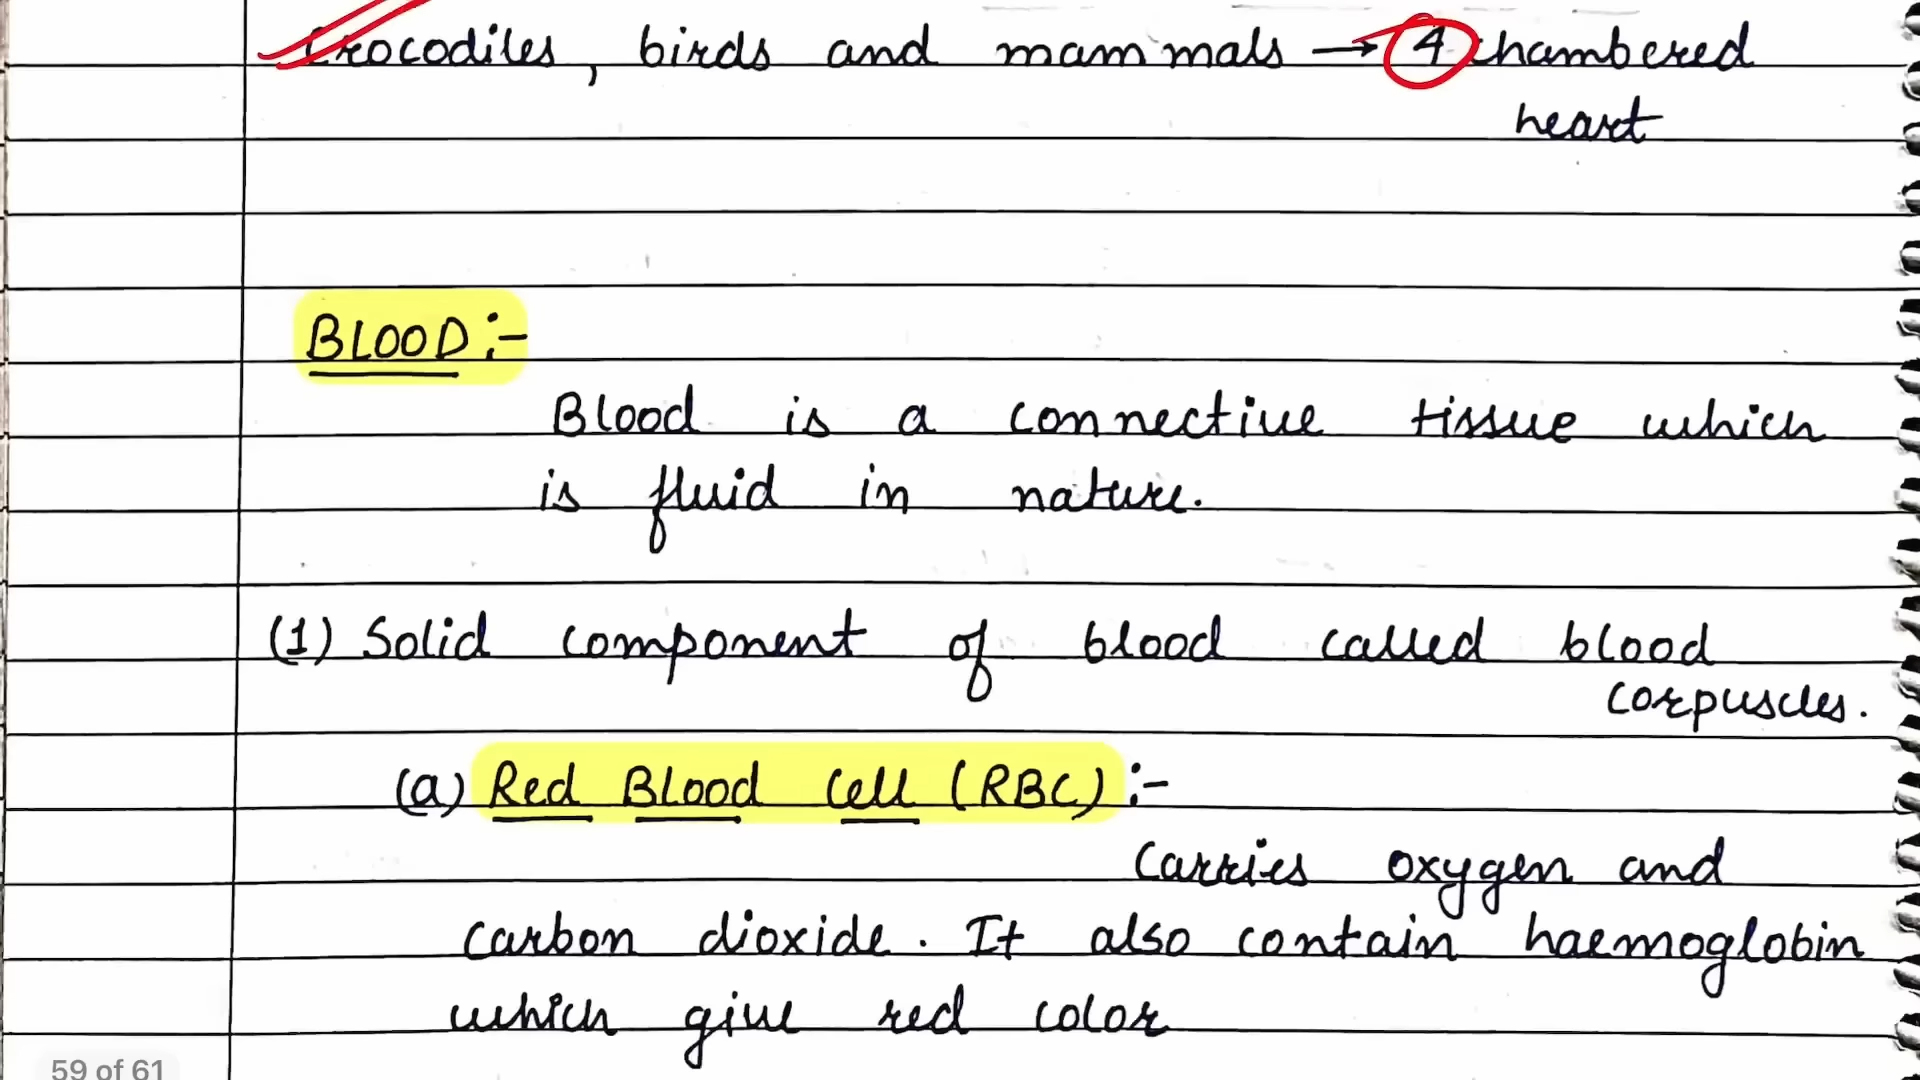 Crocodiles, birds and mammals → 4 chambered
heart
BLOOD :-
Blood is a connective tissue which
is fluid in nature.
(1) Solid component of blood called blood
corpuscles.
(a) Red Blood Cell (RBC) :-
Carries oxygen and
carbon dioxide. It also contain haemoglobin
which give red color
59 of 61